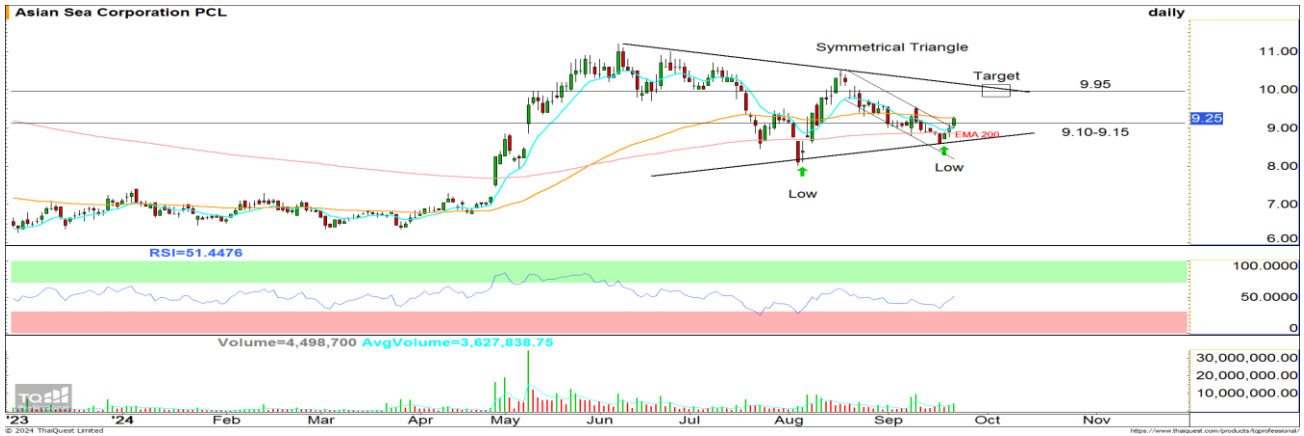 Asian Sea Corporation PCL daily
Symmetrical Triangle
11.00
Target
9.95
10.00
9.25
9.10-9.15
9.00
EMA 200
Low
8.00
Low
7.00
6.00
RSI=51.4476
100.0000
50.0000
0
Volume=4,498,700 AvgVolume=3,627,838.75
30,000,000.00
20,000,000.00
10,000,000.00
'23 '24 Feb Mar Apr May Jun Jul Aug Sep Oct Nov
© 2024 ThaiQuest Limited https://www.thaiquest.com/products/tqprofessional/